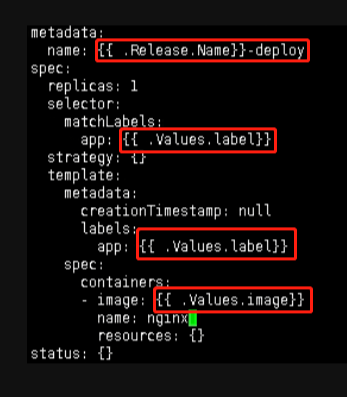 metadata:
  name: {{ .Release.Name}}-deploy
spec:
  replicas: 1
  selector:
    matchLabels:
      app: {{ .Values.label}}
  strategy: {}
  template:
    metadata:
      creationTimestamp: null
      labels:
        app: {{ .Values.label}}
    spec:
      containers:
      - image: {{ .Values.image}}
        name: nginx
        resources: {}
status: {}